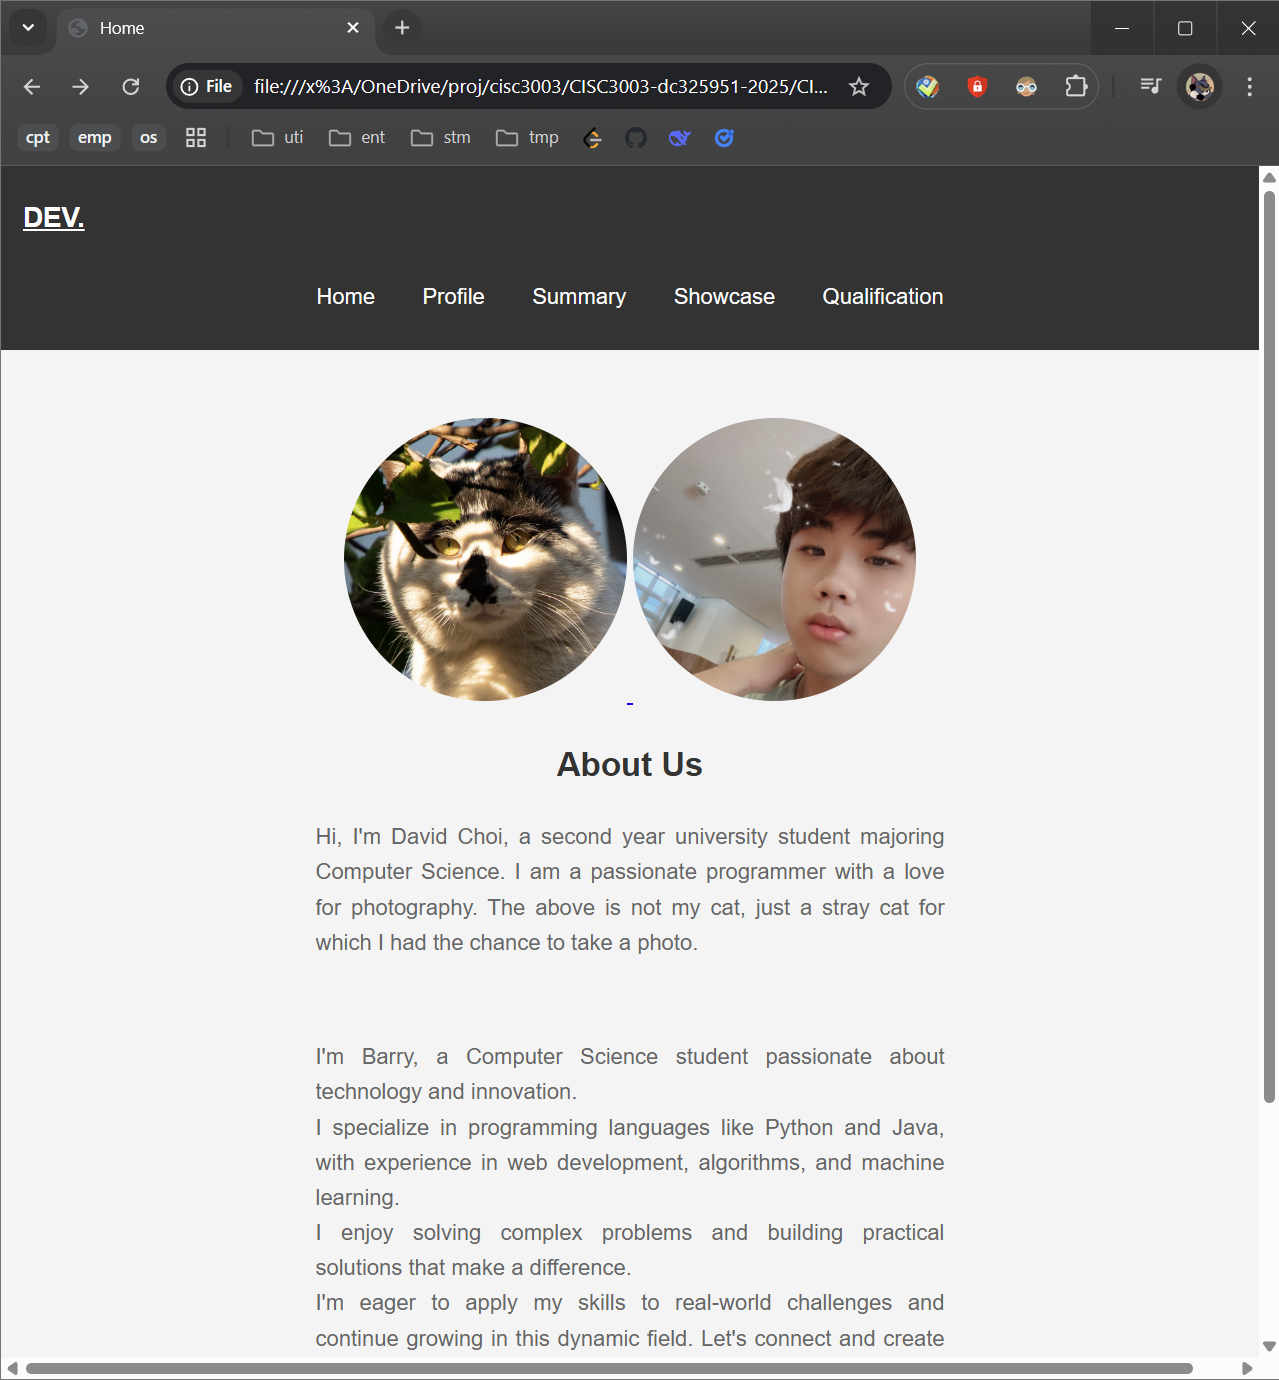 Home
File
file:///x%3A/OneDrive/proj/cisc3003/CISC3003-dc325951-2025/CI...
cpt emp os uti ent stm tmp
DEV.
Home Profile Summary Showcase Qualification
About Us
Hi, I'm David Choi, a second year university student majoring
Computer Science. I am a passionate programmer with a love
for photography. The above is not my cat, just a stray cat for
which I had the chance to take a photo.
I'm Barry, a Computer Science student passionate about
technology and innovation.
I specialize in programming languages like Python and Java,
with experience in web development, algorithms, and machine
learning.
I enjoy solving complex problems and building practical
solutions that make a difference.
I'm eager to apply my skills to real-world challenges and
continue growing in this dynamic field. Let's connect and create